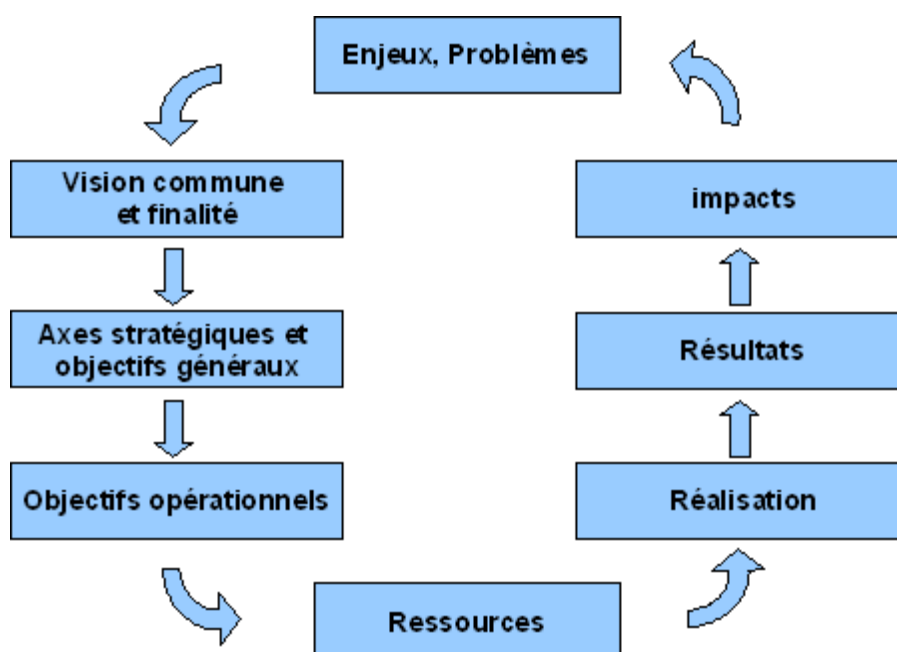 Enjeux, Problèmes
Vision commune
et finalité
Axes stratégiques et
objectifs généraux
Objectifs opérationnels
Ressources
Réalisation
Résultats
impacts